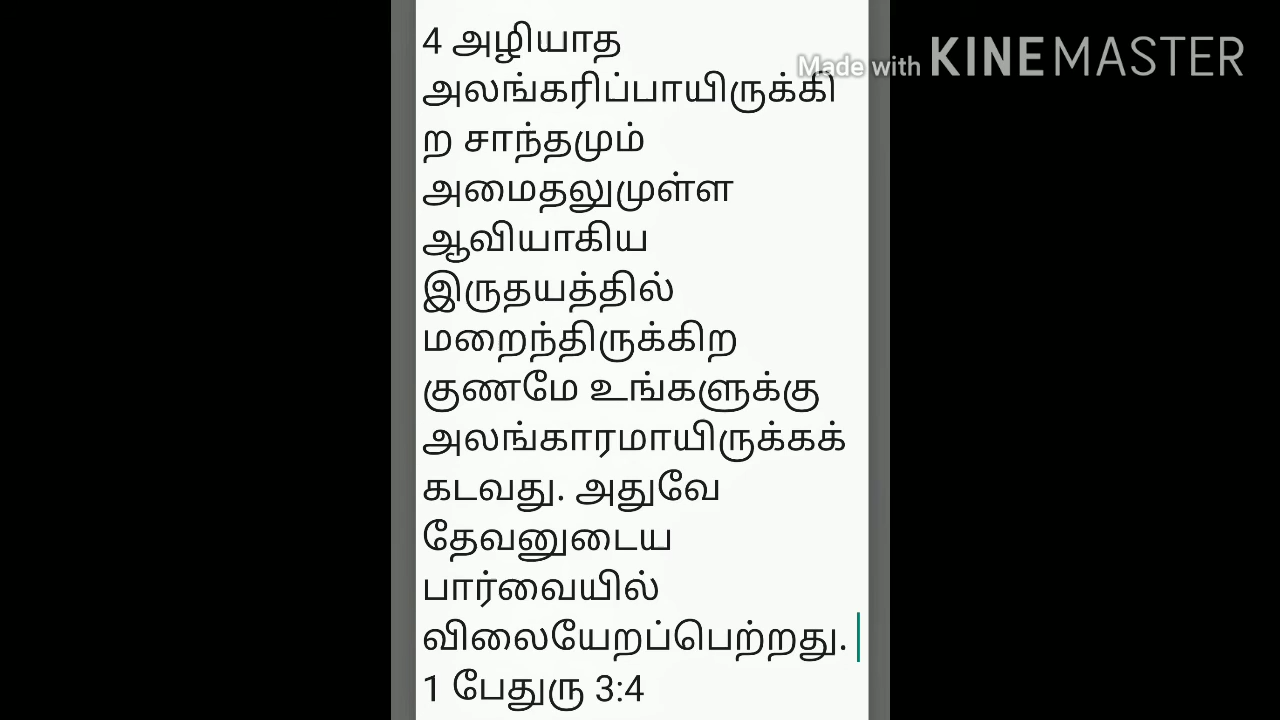 4 அழியாத
Made with KINEMASTER
அலங்கரிப்பாயிருக்கி
ற சாந்தமும்
அமைதலுமுள்ள
ஆவியாகிய
இருதயத்தில்
மறைந்திருக்கிற
குணமே உங்களுக்கு
அலங்காரமாயிருக்கக்
கடவது. அதுவே
தேவனுடைய
பார்வையில்
விலையேறப்பெற்றது.
1 பேதுரு 3:4